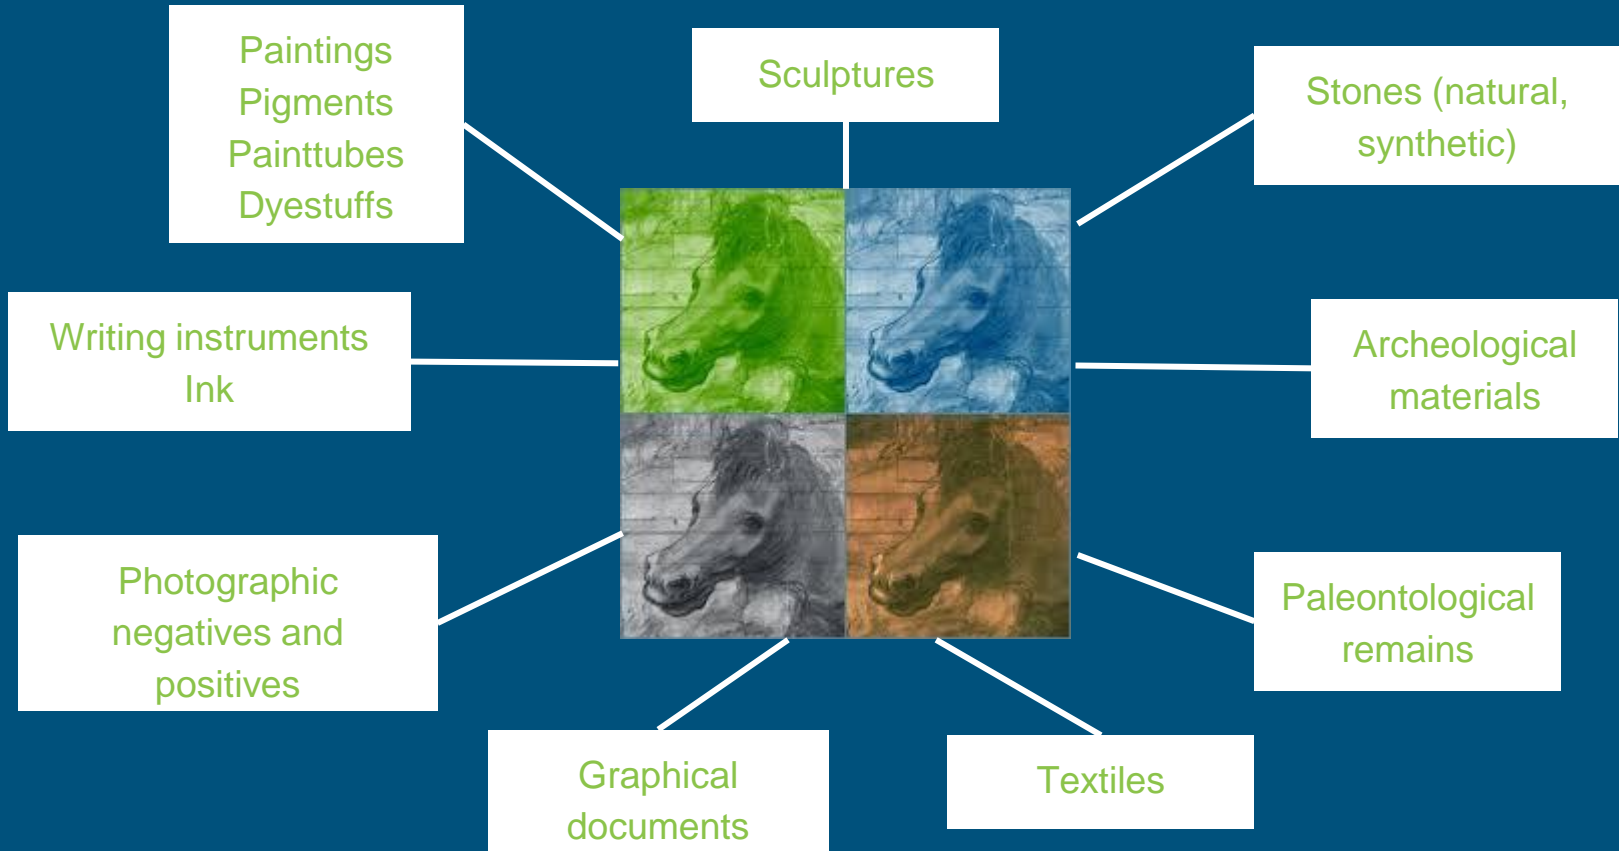 Paintings
Pigments
Painttubes
Dyestuffs
Sculptures
Stones (natural,
synthetic)
Writing instruments
Ink
Archeological
materials
Photographic
negatives and
positives
Paleontological
remains
Graphical
documents
Textiles